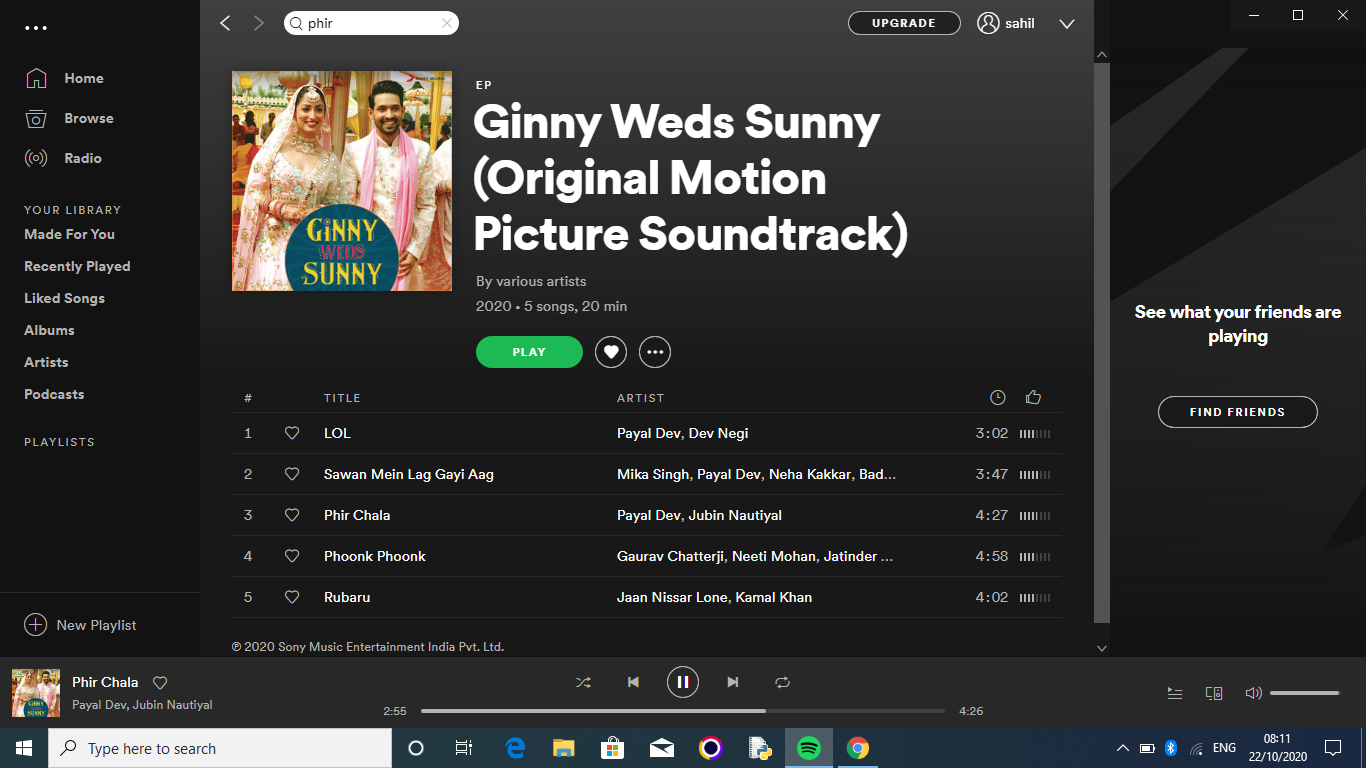 phir
UPGRADE
sahil
Home
Browse
Radio
YOUR LIBRARY
Made For You
Recently Played
Liked Songs
Albums
Artists
Podcasts
PLAYLISTS
New Playlist
GINNY
WEDS
SUNNY
EP
Ginny Weds Sunny
(Original Motion
Picture Soundtrack)
By various artists
2020 • 5 songs, 20 min
PLAY
# TITLE ARTIST
1 LOL Payal Dev, Dev Negi 3:02
2 Sawan Mein Lag Gayi Aag Mika Singh, Payal Dev, Neha Kakkar, Bad... 3:47
3 Phir Chala Payal Dev, Jubin Nautiyal 4:27
4 Phoonk Phoonk Gaurav Chatterji, Neeti Mohan, Jatinder ... 4:58
5 Rubaru Jaan Nissar Lone, Kamal Khan 4:02
℗ 2020 Sony Music Entertainment India Pvt. Ltd.
See what your friends are
playing
FIND FRIENDS
GINNY
WEDS
SUNNY
Phir Chala
Payal Dev, Jubin Nautiyal
2:55 4:26
Type here to search
ENG
08:11
22/10/2020